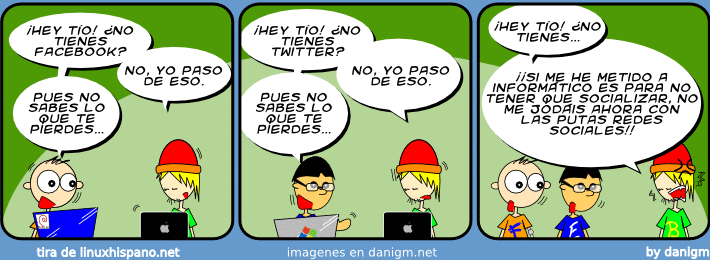 ¡HEY TÍO! ¿NO
TIENES
FACEBOOK?
NO, YO PASO
DE ESO.
PUES NO
SABES LO
QUE TE
PIERDES...
¡HEY TÍO! ¿NO
TIENES
TWITTER?
NO, YO PASO
DE ESO.
PUES NO
SABES LO
QUE TE
PIERDES...
¡HEY TÍO! ¿NO
TIENES...
¡¡SI ME HE METIDO A
INFORMÁTICO ES PARA NO
TENER QUE SOCIALIZAR, NO
ME JODÁIS AHORA CON
LAS PUTAS REDES
SOCIALES!!
F
E
B
tira de linuxhispano.net
imagenes en danigm.net
by danigm